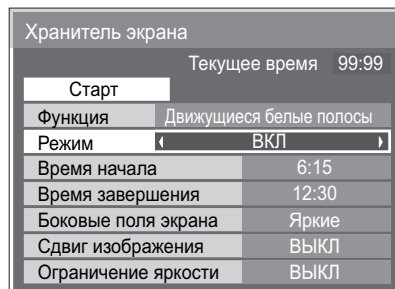 Хранитель экрана
Текущее время 99:99
Старт
Функция Движущиеся белые полосы
Режим ВКЛ
Время начала 6:15
Время завершения 12:30
Боковые поля экрана Яркие
Сдвиг изображения ВЫКЛ
Ограничение яркости ВЫКЛ